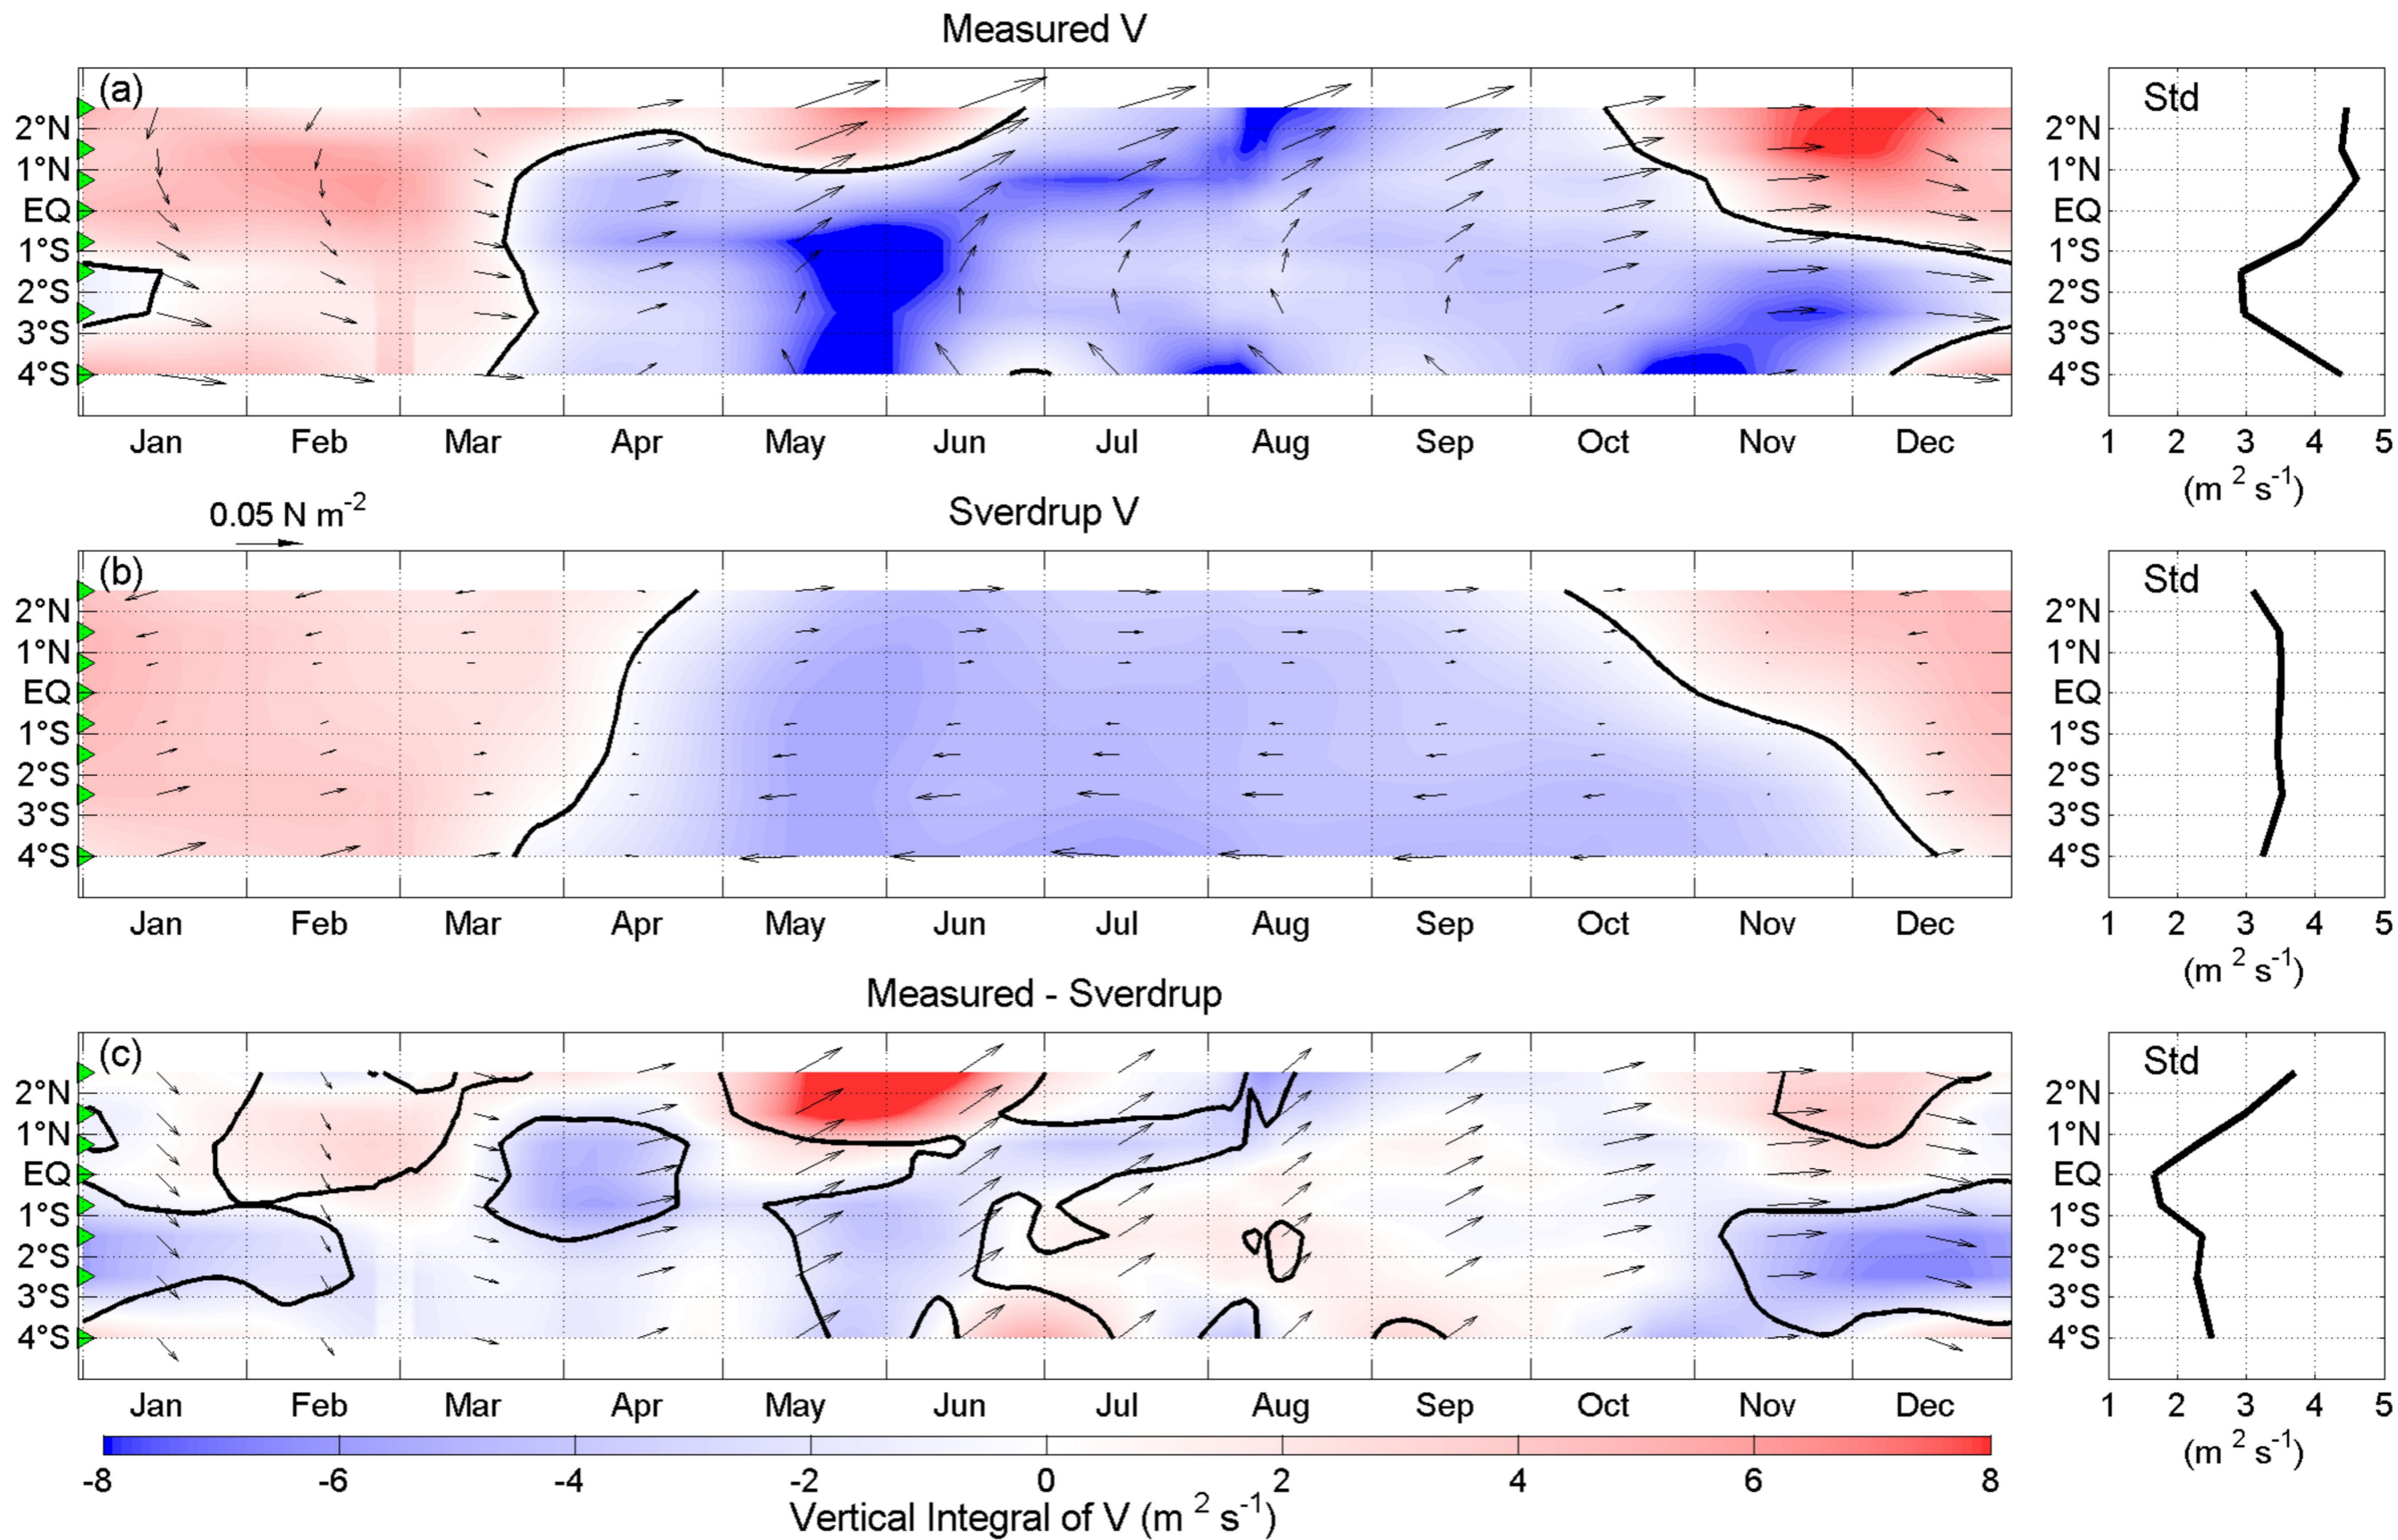 Measured V
(a)
2°N
1°N
EQ
1°S
2°S
3°S
4°S
Jan Feb Mar Apr May Jun Jul Aug Sep Oct Nov Dec
Std
2°N
1°N
EQ
1°S
2°S
3°S
4°S
1 2 3 4 5
(m ² s⁻¹)
0.05 N m⁻²
Sverdrup V
(b)
2°N
1°N
EQ
1°S
2°S
3°S
4°S
Jan Feb Mar Apr May Jun Jul Aug Sep Oct Nov Dec
Std
2°N
1°N
EQ
1°S
2°S
3°S
4°S
1 2 3 4 5
(m ² s⁻¹)
Measured - Sverdrup
(c)
2°N
1°N
EQ
1°S
2°S
3°S
4°S
Jan Feb Mar Apr May Jun Jul Aug Sep Oct Nov Dec
Std
2°N
1°N
EQ
1°S
2°S
3°S
4°S
1 2 3 4 5
(m ² s⁻¹)
-8 -6 -4 -2 0 2 4 6 8
Vertical Integral of V (m ² s⁻¹)